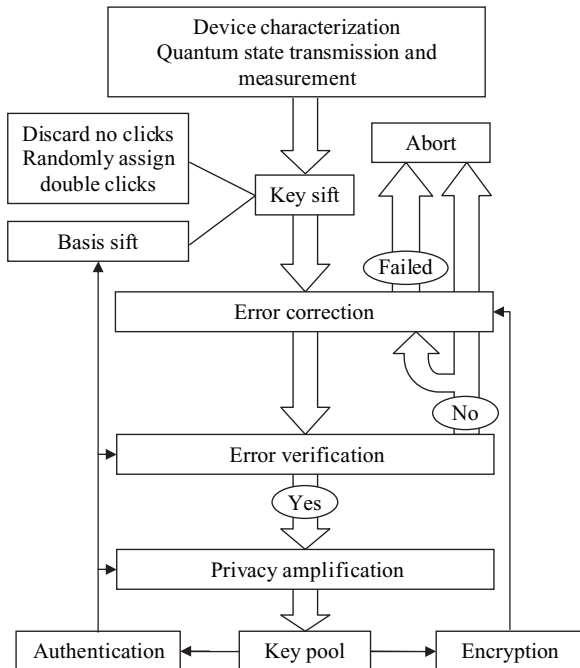 Device characterization
Quantum state transmission and
measurement
Discard no clicks
Randomly assign
double clicks
Abort
Key sift
Basis sift
Failed
Error correction
No
Error verification
Yes
Privacy amplification
Authentication
Key pool
Encryption